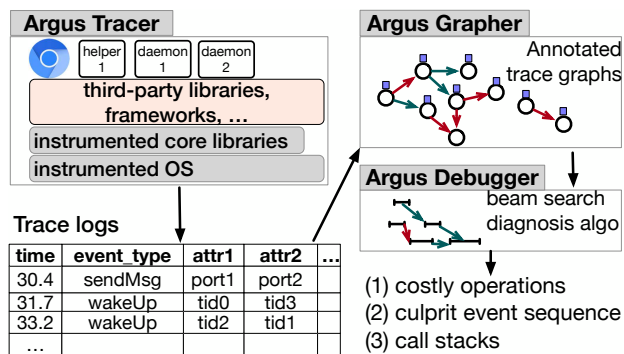 Argus Tracer
helper
1
daemon
1
daemon
2
third-party libraries,
frameworks, ...
instrumented core libraries
instrumented OS
Trace logs
time event_type attr1 attr2 ...
30.4 sendMsg port1 port2
31.7 wakeUp tid0 tid3
33.2 wakeUp tid2 tid1
...
Argus Grapher
Annotated
trace graphs
Argus Debugger
beam search
diagnosis algo
(1) costly operations
(2) culprit event sequence
(3) call stacks